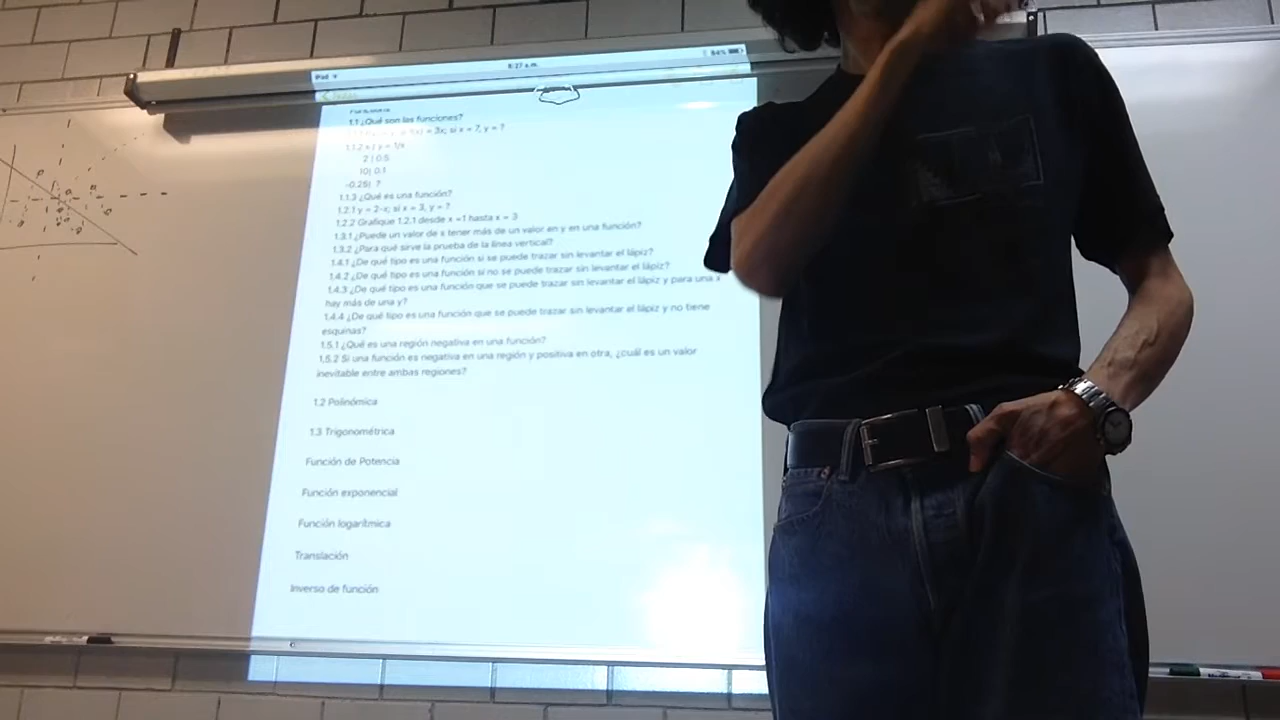 iPad
8:27 a.m.
84%
Notas
1.1 ¿Qué son las funciones?
= 3x; si x = 7, y = ?
1.1.2 x | y = 1/x
2 | 0.5
10| 0.1
-0.25| ?
1.1.3 ¿Qué es una función?
1.2.1 y = 2-x; si x = 3, y = ?
1.2.2 Grafique 1.2.1 desde x =1 hasta x = 3
1.3.1 ¿Puede un valor de x tener más de un valor en y en una función?
1.3.2 ¿Para qué sirve la prueba de la línea vertical?
1.4.1 ¿De qué tipo es una función si se puede trazar sin levantar el lápiz?
1.4.2 ¿De qué tipo es una función si no se puede trazar sin levantar el lápiz?
1.4.3 ¿De qué tipo es una función que se puede trazar sin levantar el lápiz y para una x
hay más de una y?
1.4.4 ¿De qué tipo es una función que se puede trazar sin levantar el lápiz y no tiene
esquinas?
1.5.1 ¿Qué es una región negativa en una función?
1.5.2 Si una función es negativa en una región y positiva en otra, ¿cuál es un valor
inevitable entre ambas regiones?
1.2 Polinómica
1.3 Trigonométrica
Función de Potencia
Función exponencial
Función logarítmica
Translación
Inverso de función